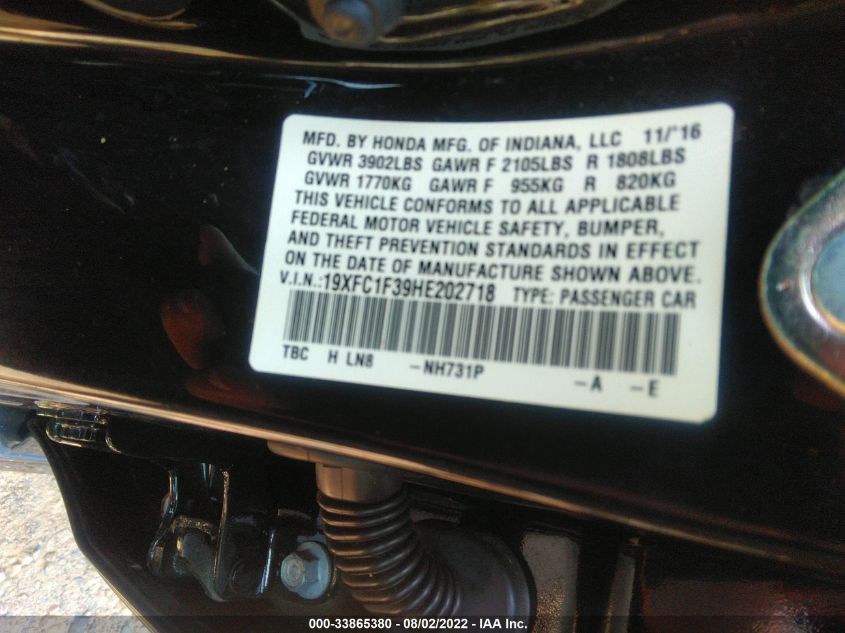 MFD. BY HONDA MFG. OF INDIANA, LLC 11/'16
GVWR 3902LBS GAWR F 2105LBS R 1808LBS
GVWR 1770KG GAWR F 955KG R 820KG
THIS VEHICLE CONFORMS TO ALL APPLICABLE
FEDERAL MOTOR VEHICLE SAFETY, BUMPER,
AND THEFT PREVENTION STANDARDS IN EFFECT
ON THE DATE OF MANUFACTURE SHOWN ABOVE.
V.I.N.:19XFC1F39HE202718 TYPE: PASSENGER CAR
TBC H LN8 -NH731P -A -E
000-33865380 - 08/02/2022 - IAA Inc.